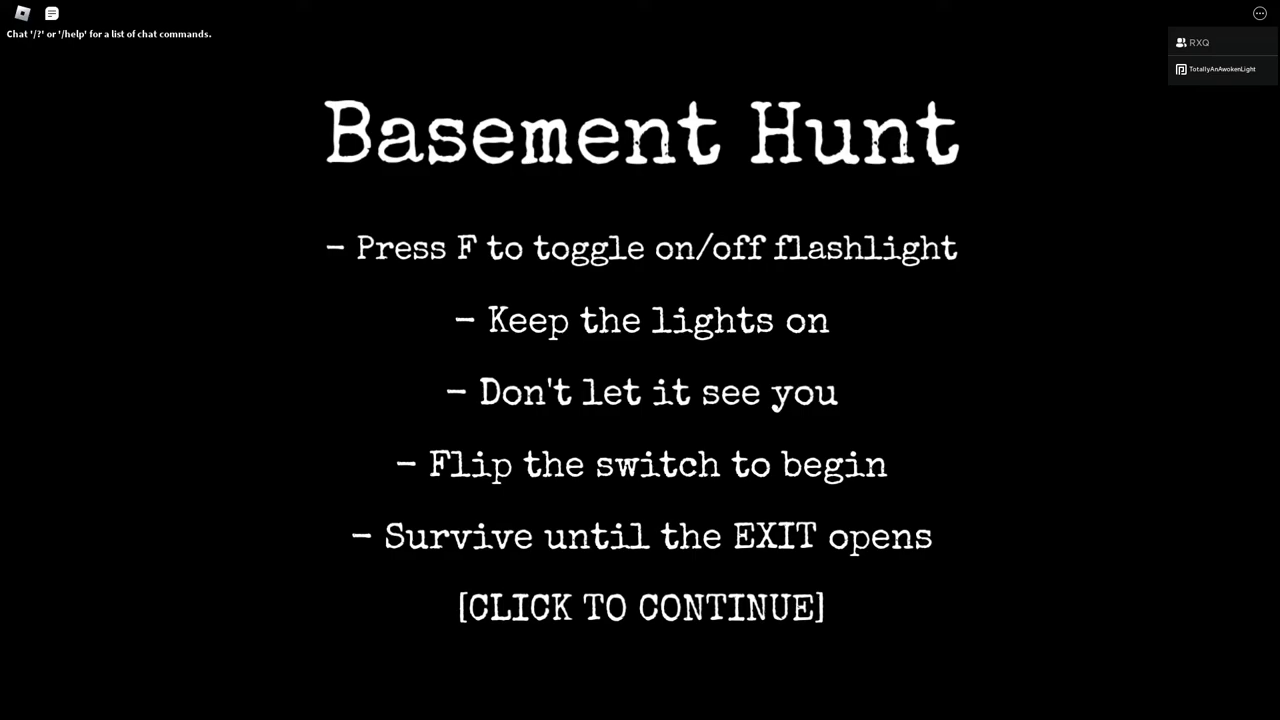 Chat '/?' or '/help' for a list of chat commands.
RXQ
TotallyAnAwokenLight
Basement Hunt
- Press F to toggle on/off flashlight
- Keep the lights on
- Don't let it see you
- Flip the switch to begin
- Survive until the EXIT opens
[CLICK TO CONTINUE]